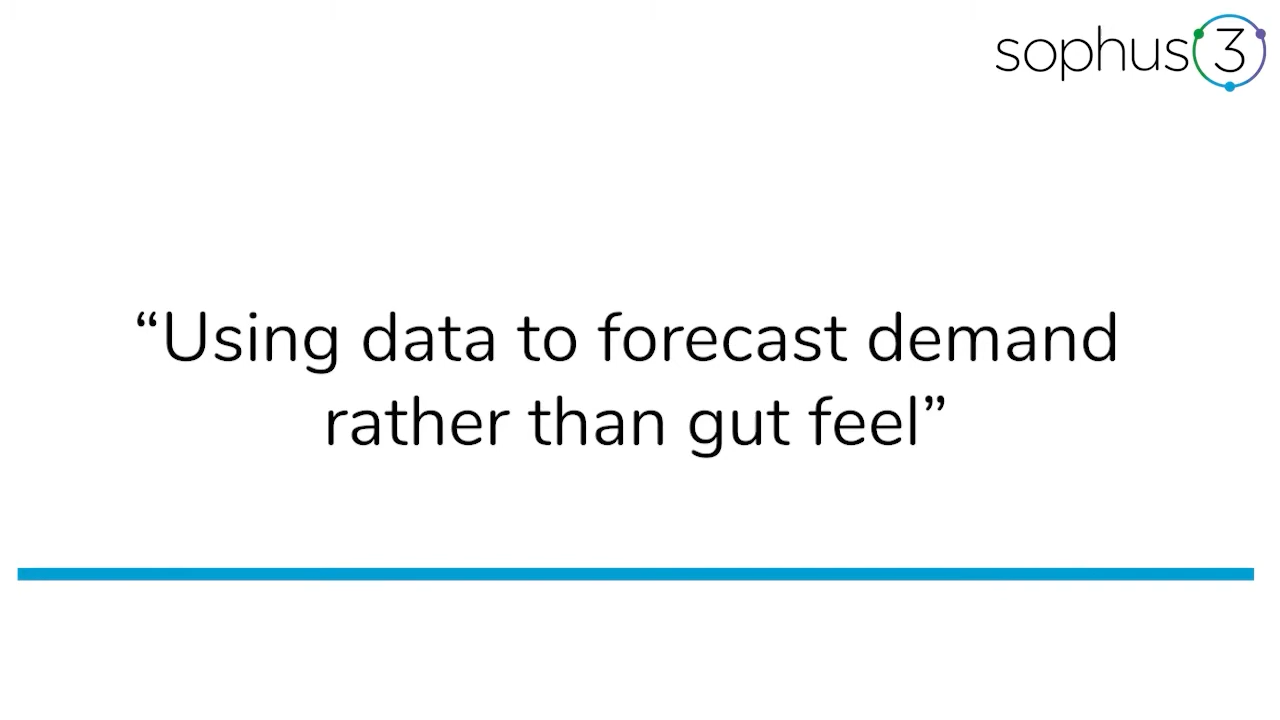 sophus3
“Using data to forecast demand
rather than gut feel”